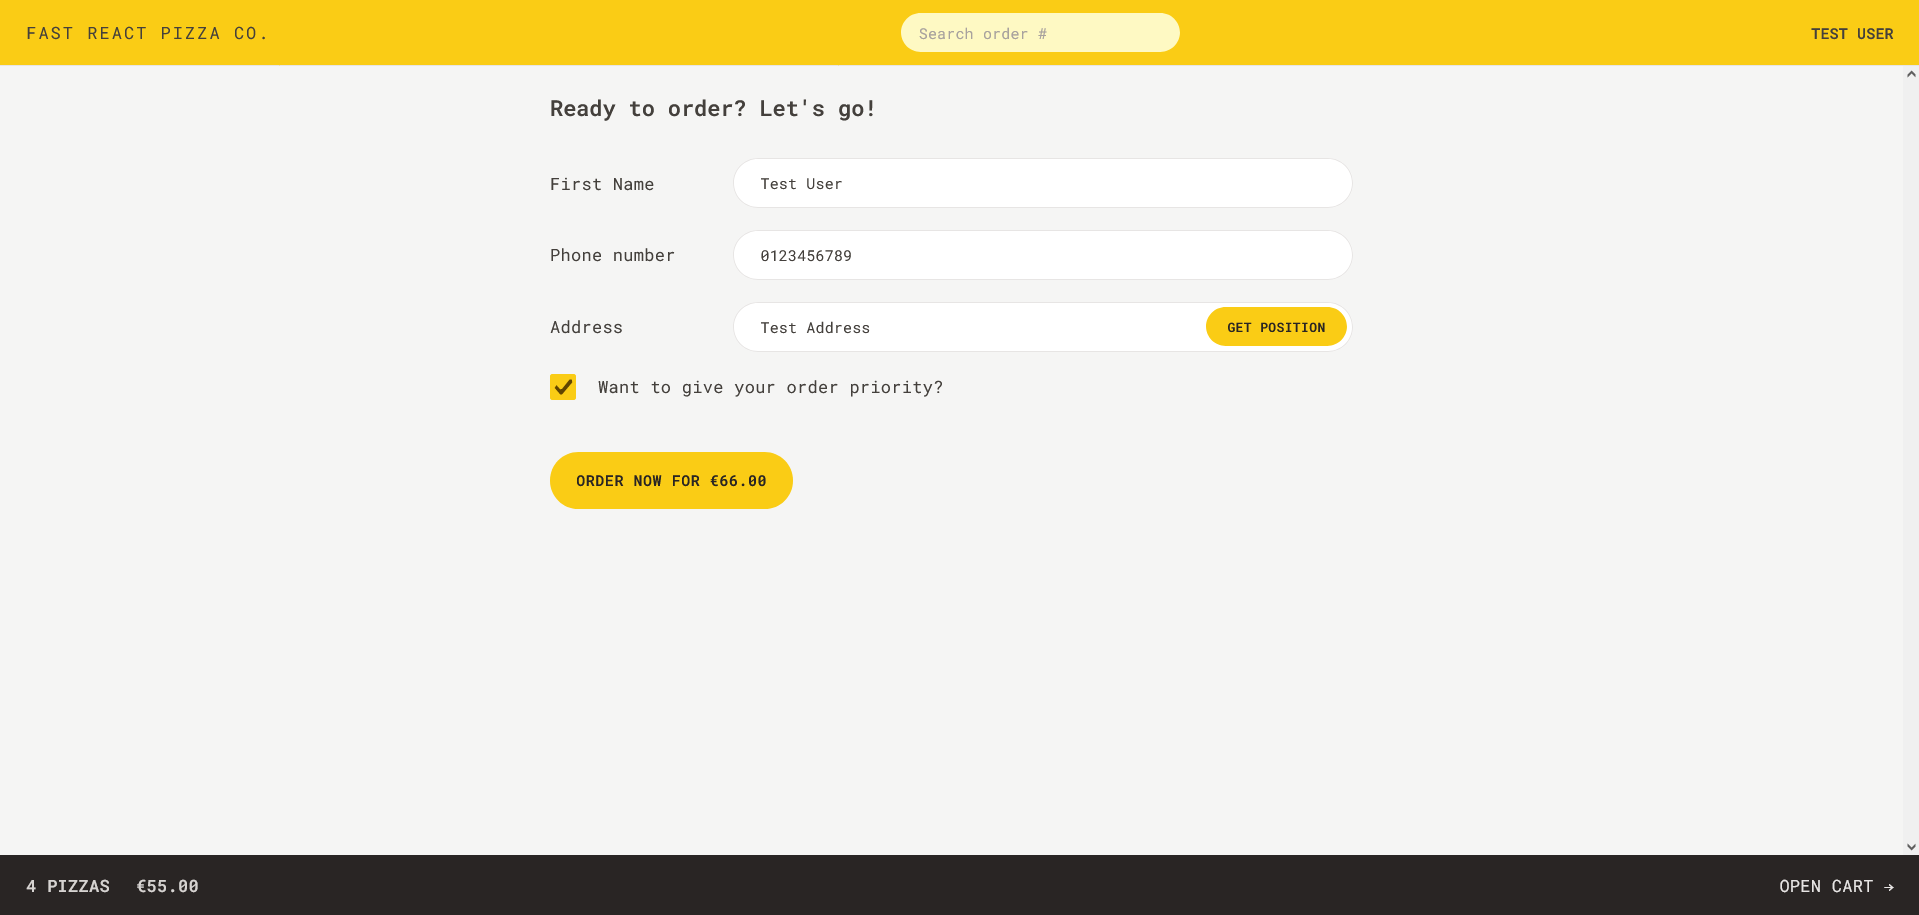 FAST REACT PIZZA CO.
Search order #
TEST USER
Ready to order? Let's go!
First Name
Test User
Phone number
0123456789
Address
Test Address
GET POSITION
Want to give your order priority?
ORDER NOW FOR €66.00
4 PIZZAS €55.00
OPEN CART →